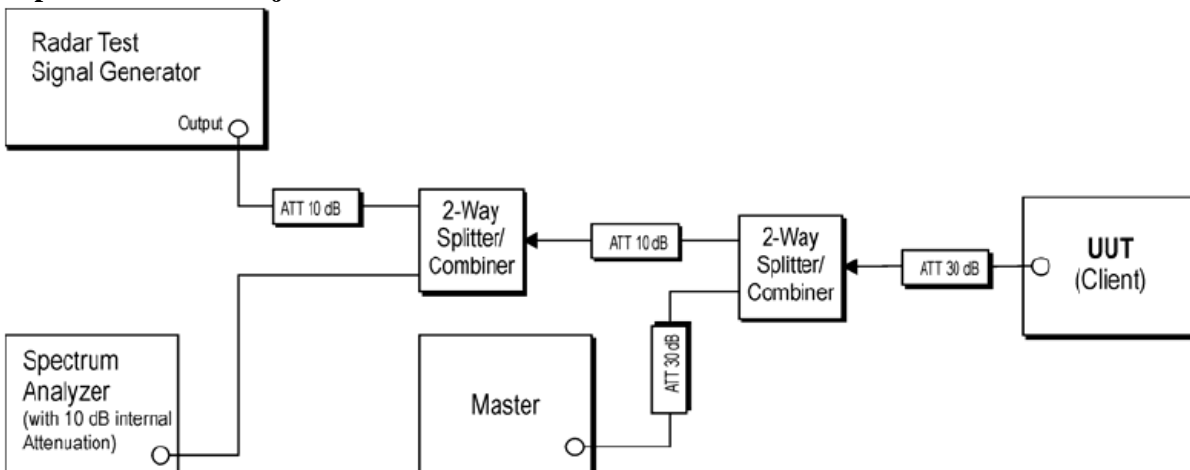 Radar Test
Signal Generator
Output
ATT 10 dB
2-Way
Splitter/
Combiner
ATT 10 dB
2-Way
Splitter/
Combiner
ATT 30 dB
UUT
(Client)
Spectrum
Analyzer
(with 10 dB internal
Attenuation)
Master
ATT 30 dB